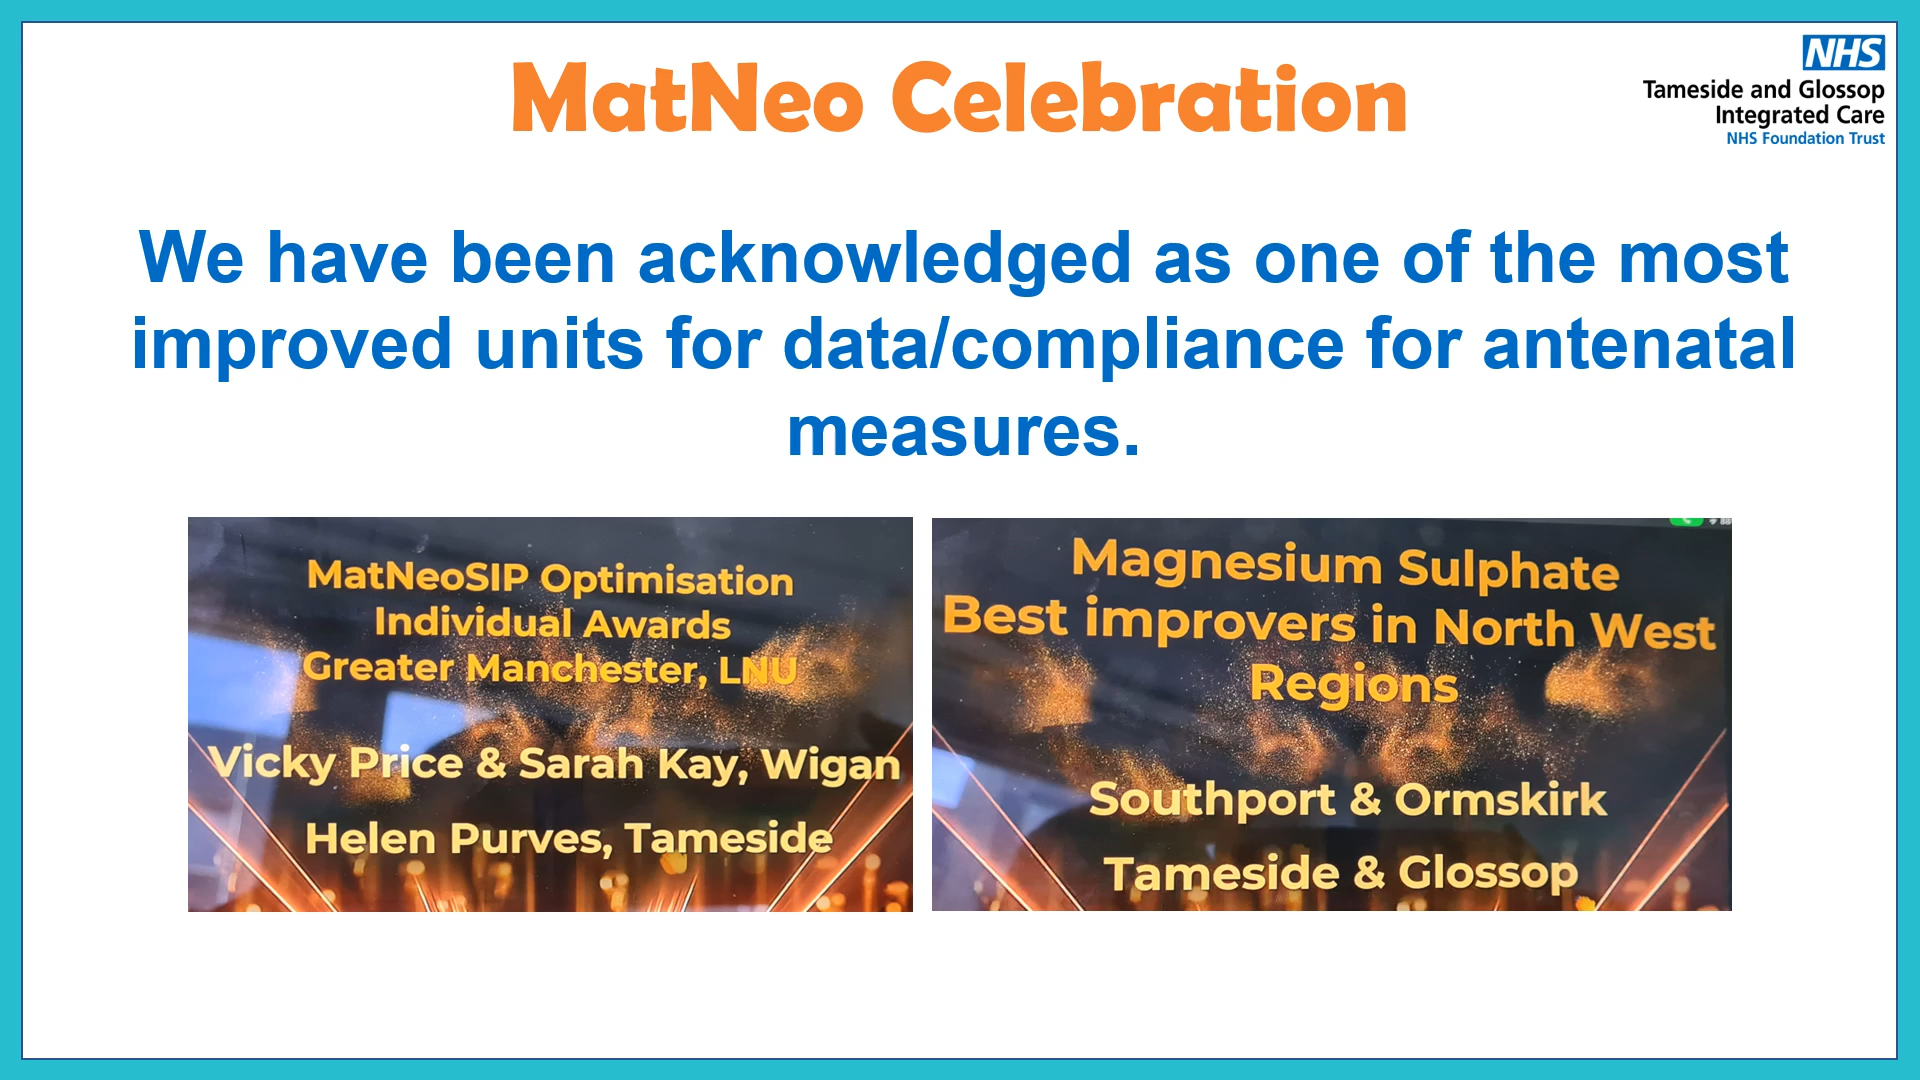 MatNeo Celebration
NHS
Tameside and Glossop
Integrated Care
NHS Foundation Trust
We have been acknowledged as one of the most
improved units for data/compliance for antenatal
measures.
MatNeoSIP Optimisation
Individual Awards
Greater Manchester, LNU
Vicky Price & Sarah Kay, Wigan
Helen Purves, Tameside
Magnesium Sulphate
Best improvers in North West
Regions
Southport & Ormskirk
Tameside & Glossop